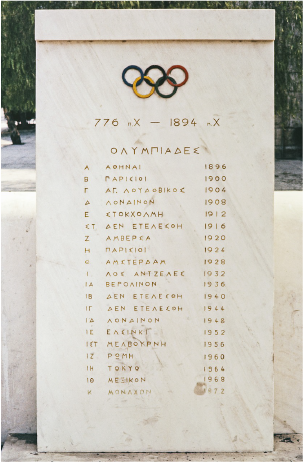 776 πΧ — 1894 μΧ
ΟΛΥΜΠΙΑΔΕΣ
Α ΑΘΗΝΑΙ 1896
Β ΠΑΡΙΣΙΟΙ 1900
Γ ΑΓ. ΛΟΥΔΟΒΙΚΟΣ 1904
Δ ΛΟΝΔΙΝΟΝ 1908
Ε ΣΤΟΚΧΟΛΜΗ 1912
ΣΤ ΔΕΝ ΕΤΕΛΕΣΘΗ 1916
Ζ ΑΜΒΕΡΣΑ 1920
Η ΠΑΡΙΣΙΟΙ 1924
Θ ΑΜΣΤΕΡΔΑΜ 1928
Ι ΛΟΣ ΑΝΤΖΕΛΕΣ 1932
ΙΑ ΒΕΡΟΛΙΝΟΝ 1936
ΙΒ ΔΕΝ ΕΤΕΛΕΣΘΗ 1940
ΙΓ ΔΕΝ ΕΤΕΛΕΣΘΗ 1944
ΙΔ ΛΟΝΔΙΝΟΝ 1948
ΙΕ ΕΛΣΙΝΚΙ 1952
ΙΣΤ ΜΕΛΒΟΥΡΝΗ 1956
ΙΖ ΡΩΜΗ 1960
ΙΗ ΤΟΚΥΟ 1964
ΙΘ ΜΕΞΙΚΟΝ 1968
Κ ΜΟΝΑΧΟΝ 1972